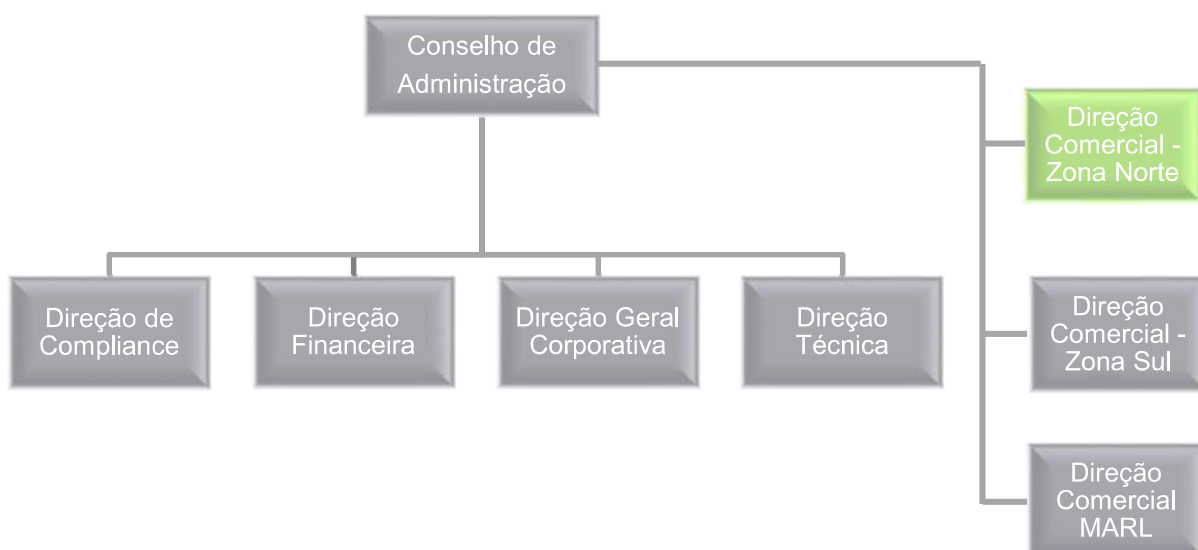 Conselho de
Administração
Direção
Comercial -
Zona Norte
Direção de
Compliance
Direção
Financeira
Direção Geral
Corporativa
Direção
Técnica
Direção
Comercial -
Zona Sul
Direção
Comercial
MARL